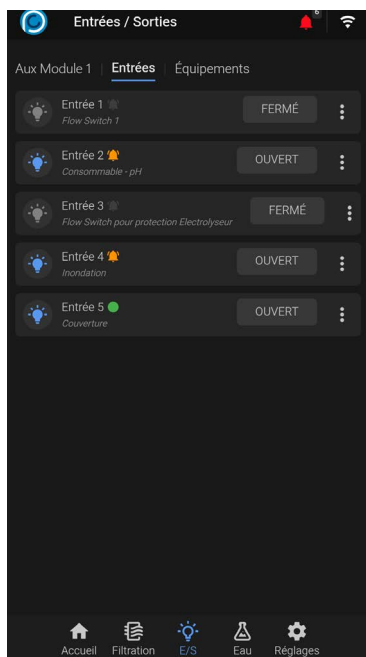 Entrées / Sorties
6
Aux Module 1 | Entrées | Équipements
Entrée 1
Flow Switch 1
FERMÉ
Entrée 2
Consommable - pH
OUVERT
Entrée 3
Flow Switch pour protection Electrolyseur
FERMÉ
Entrée 4
Inondation
OUVERT
Entrée 5
Couverture
OUVERT
Accueil Filtration E/S Eau Réglages